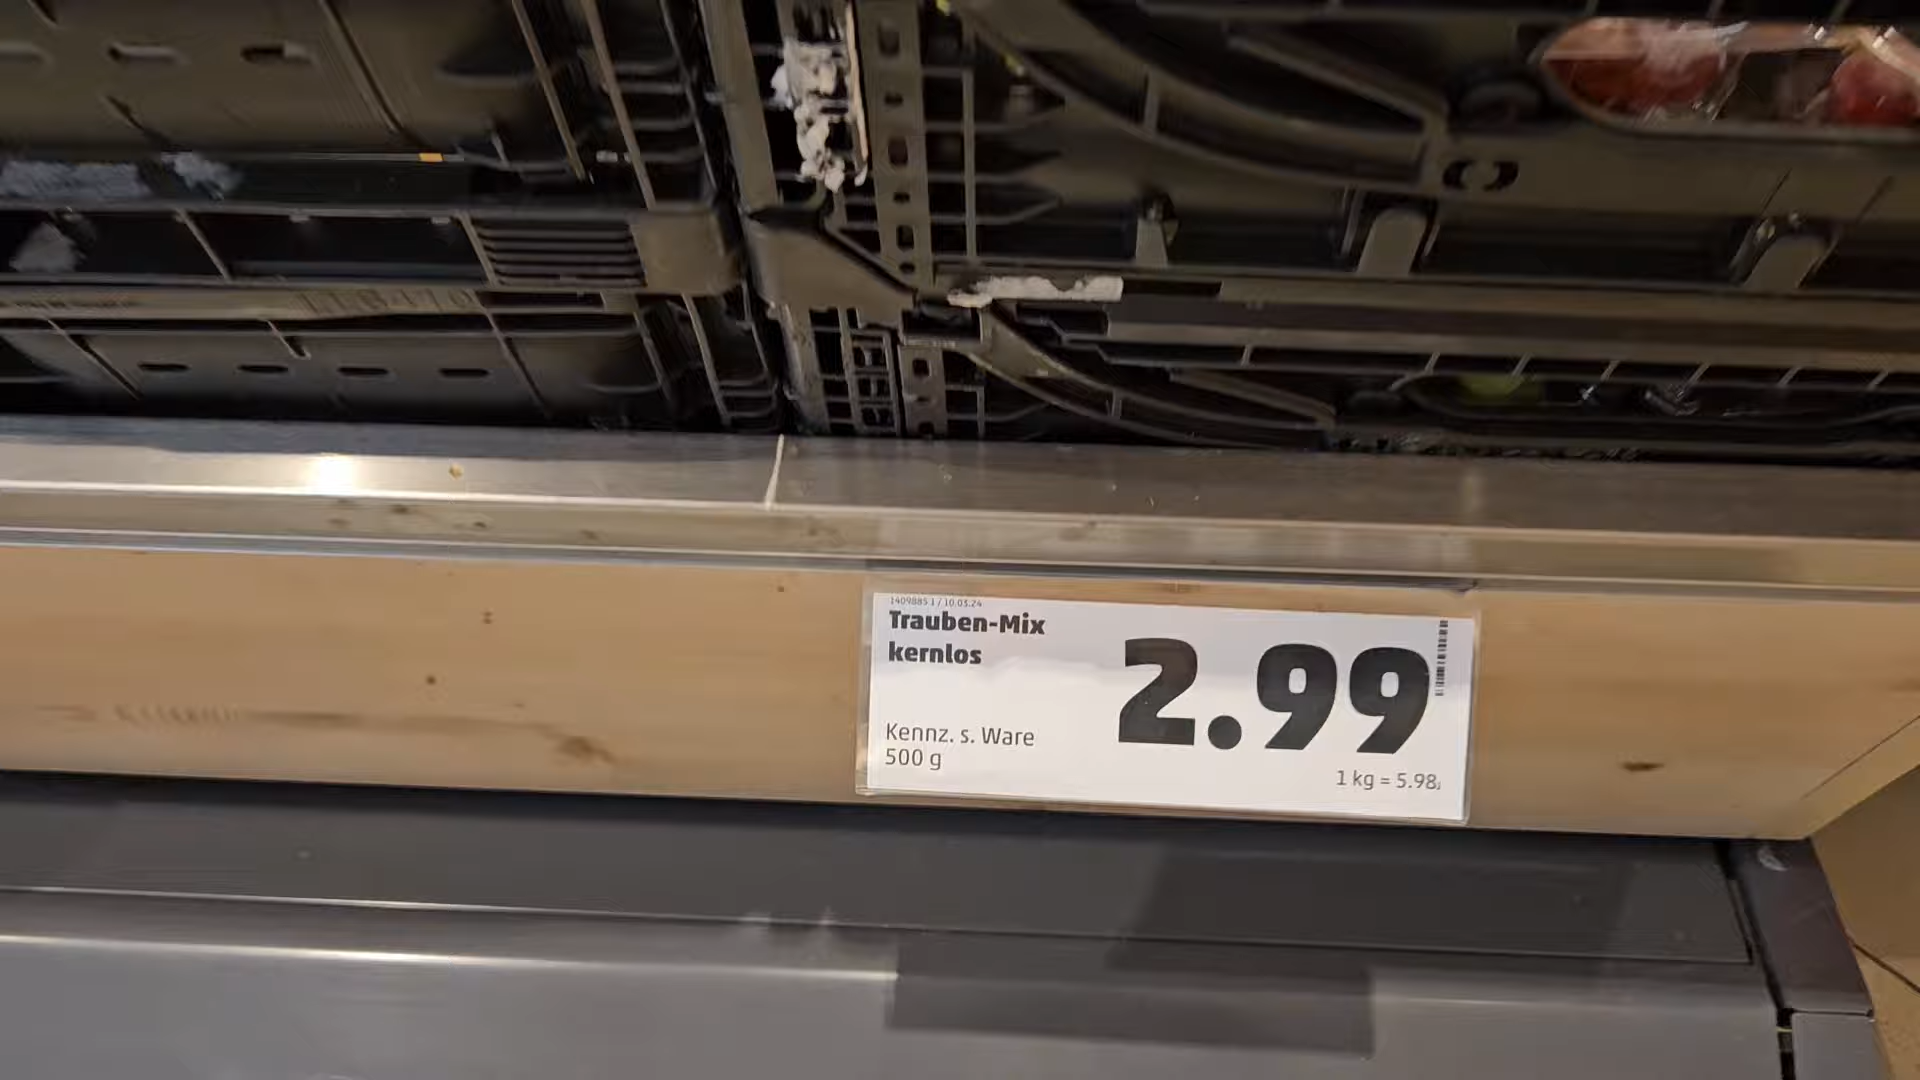 1409885 1 / 10.03.24
Trauben-Mix
kernlos
2.99
Kennz. s. Ware
500 g
1 kg = 5.98